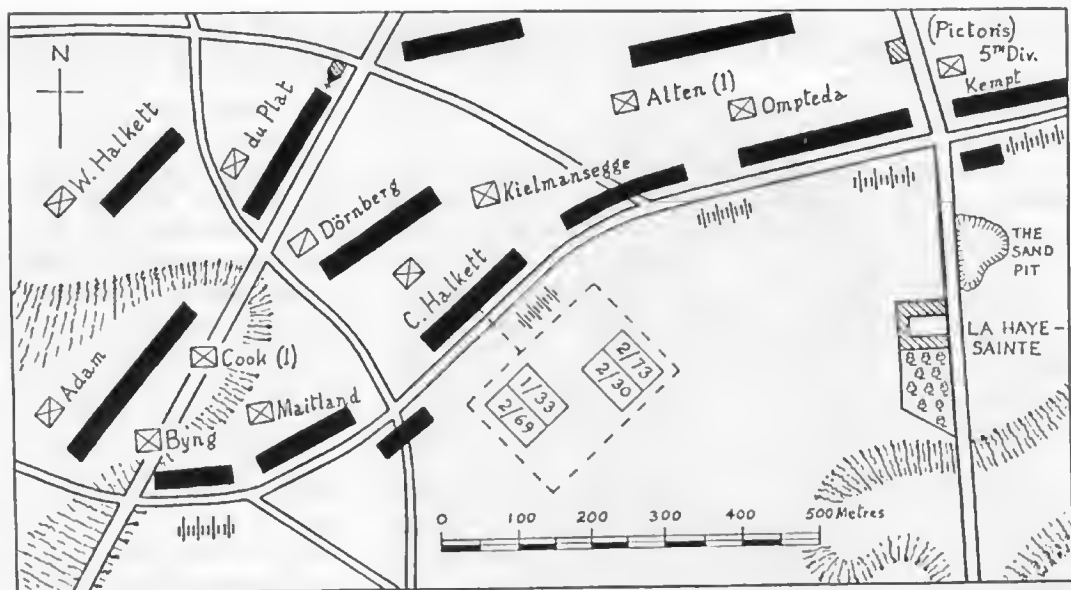 N
(Pictons)
5TH Div.
Kempt
Alten (1)
Ompteda
W. Halkett
du Plat
Kielmansegge
Dörnberg
C. Halkett
THE
SAND
PIT
LA HAYE-
SAINTE
Adam
Cook (1)
Maitland
Byng
1/33
2/69
2/73
2/30
0 100 200 300 400 500 Metres